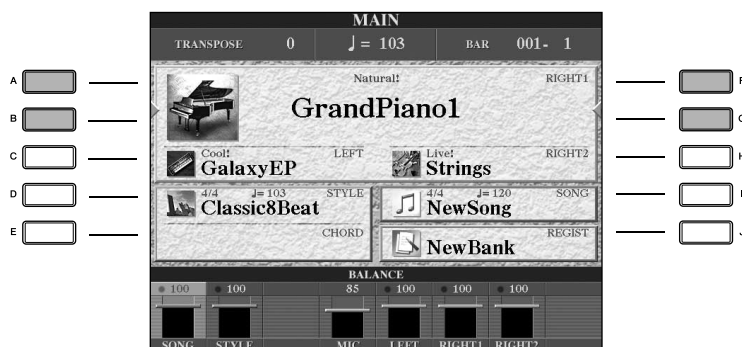 MAIN
TRANSPOSE 0 ♩= 103 BAR 001- 1
A
Natural! RIGHT1
GrandPiano1
B
C
Cool! LEFT Live! RIGHT2
GalaxyEP Strings
D
4/4 ♩=103 STYLE 4/4 ♩=120 SONG
Classic8Beat NewSong
E
CHORD REGIST
NewBank
BALANCE
100 100 85 100 100 100
SONG STYLE MIC LEFT RIGHT1 RIGHT2